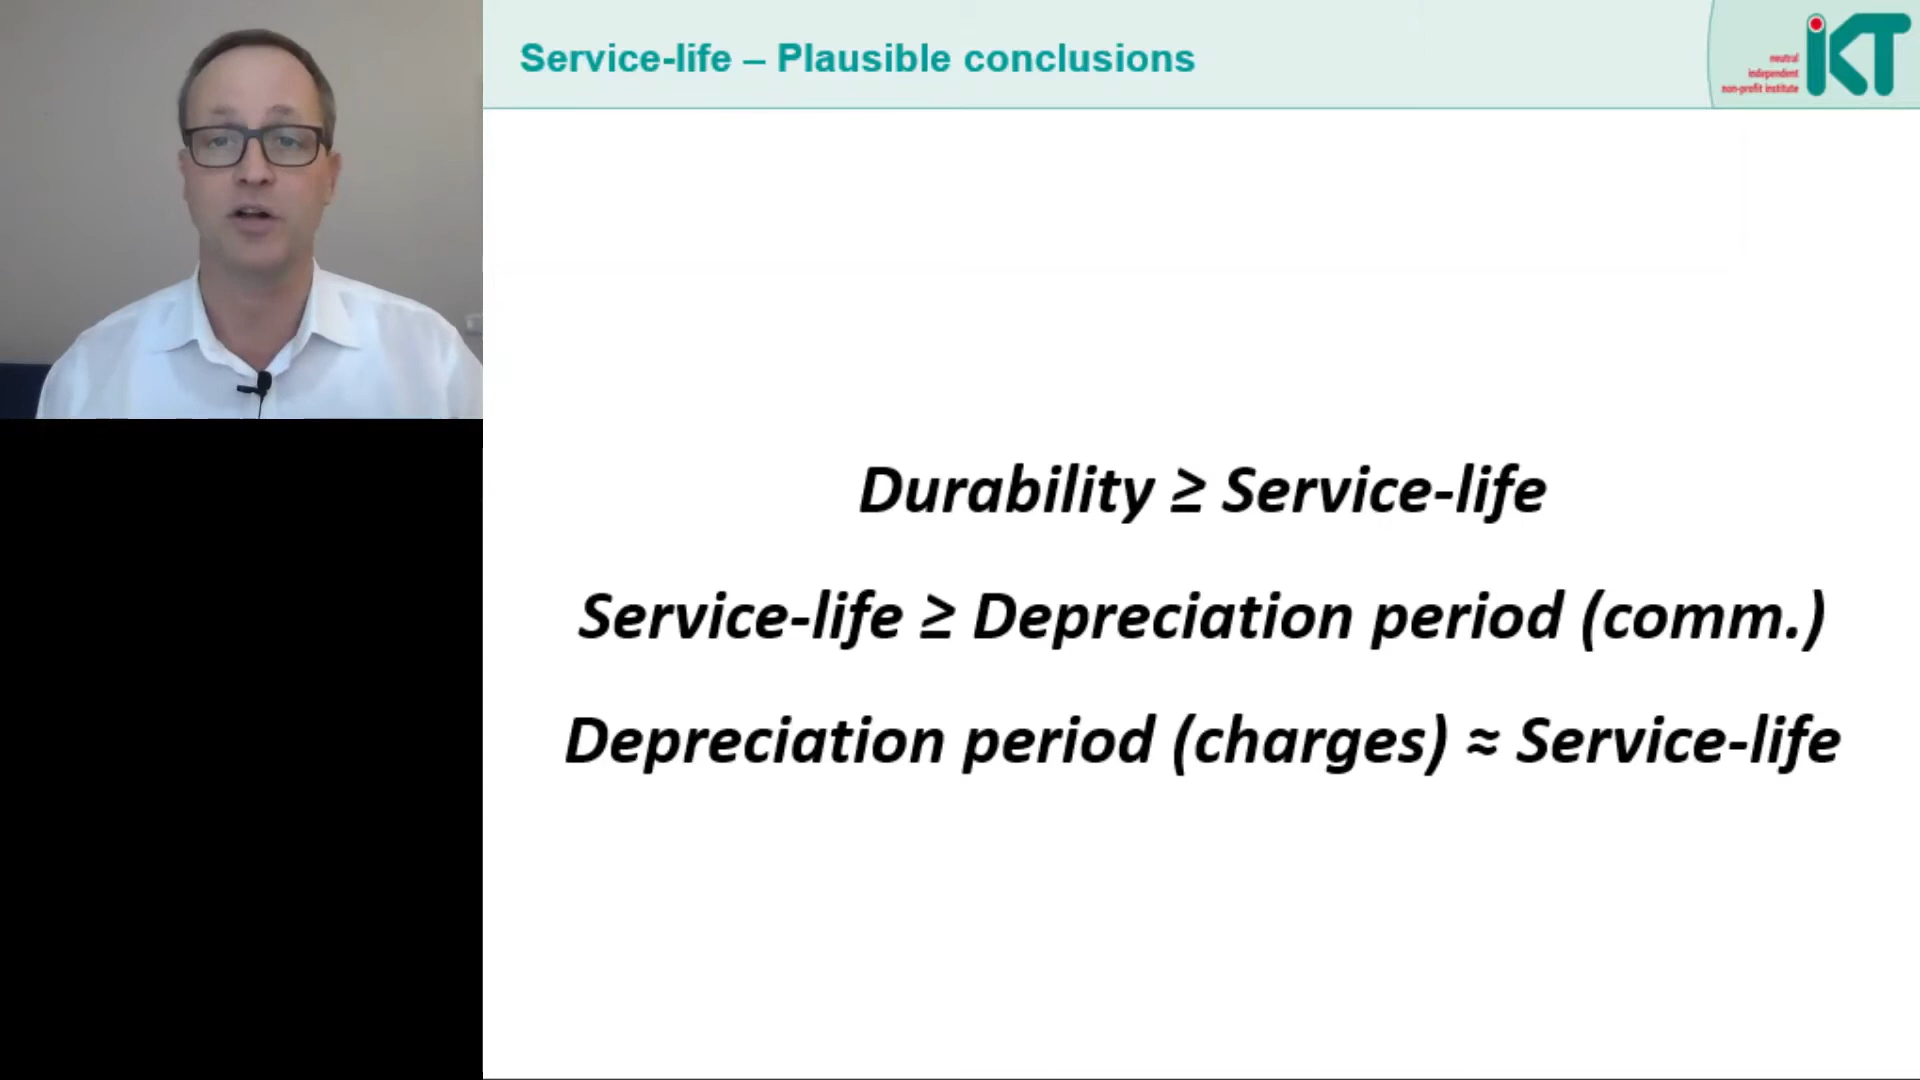 Service-life – Plausible conclusions
neutral
independent
non-profit institute
iKT
Durability ≥ Service-life
Service-life ≥ Depreciation period (comm.)
Depreciation period (charges) ≈ Service-life